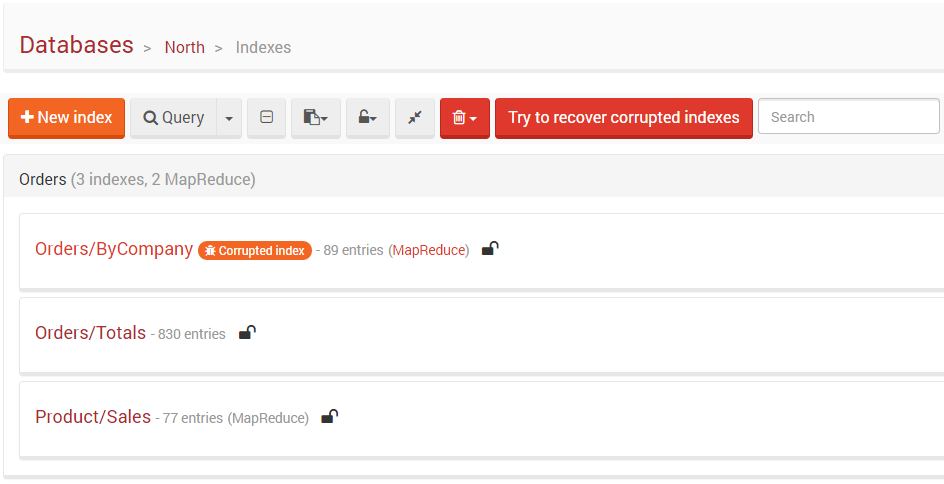 Databases > North > Indexes
New index Query Try to recover corrupted indexes Search
Orders (3 indexes, 2 MapReduce)
Orders/ByCompany Corrupted index - 89 entries (MapReduce)
Orders/Totals - 830 entries
Product/Sales - 77 entries (MapReduce)